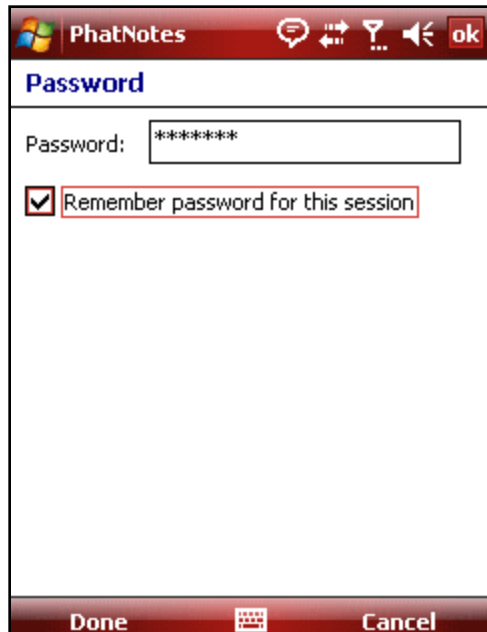 PhatNotes ok
Password
Password: *******
Remember password for this session
Done Cancel